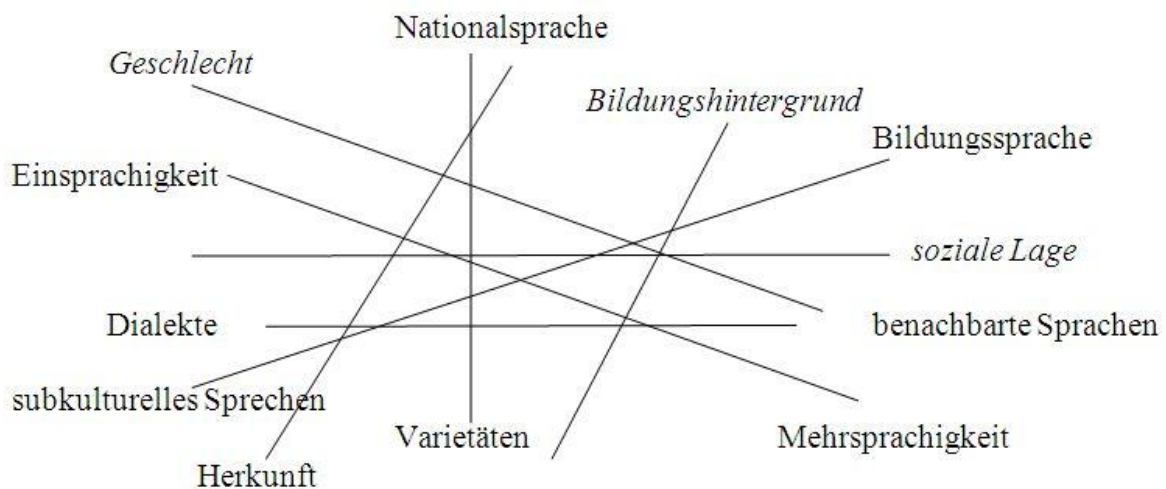 Nationalsprache
Geschlecht
Bildungshintergrund
Bildungssprache
Einsprachigkeit
soziale Lage
Dialekte
benachbarte Sprachen
subkulturelles Sprechen
Varietäten
Mehrsprachigkeit
Herkunft